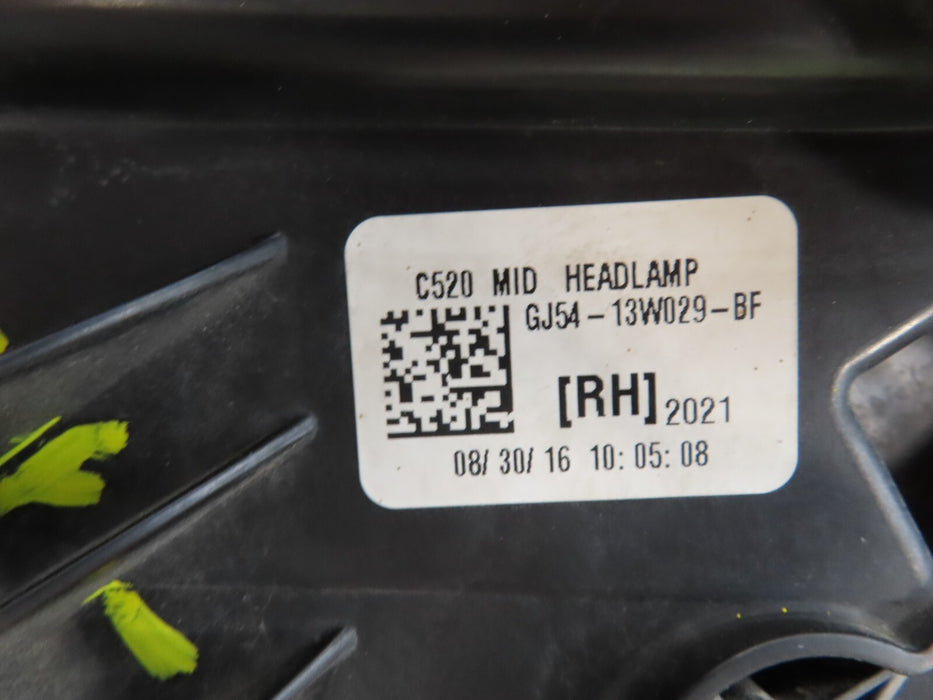 C520 MID HEADLAMP
GJ54-13W029-BF
[RH] 2021
08/30/16 10:05:08